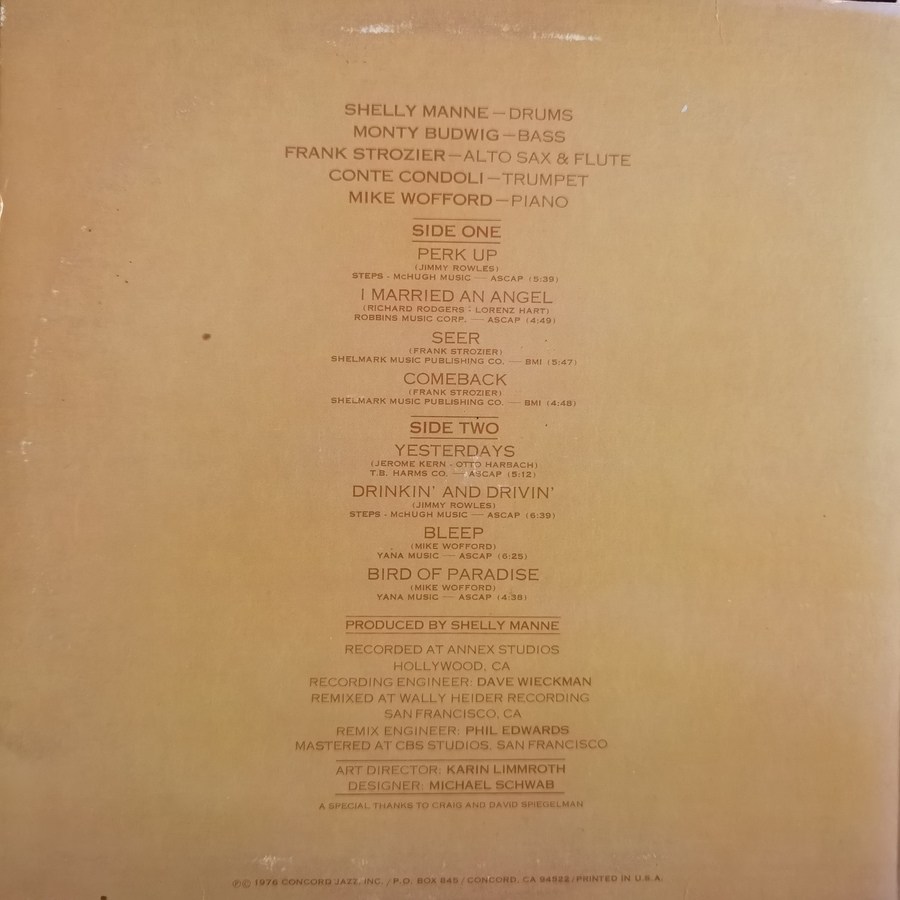 SHELLY MANNE — DRUMS
MONTY BUDWIG — BASS
FRANK STROZIER — ALTO SAX & FLUTE
CONTE CONDOLI — TRUMPET
MIKE WOFFORD — PIANO
SIDE ONE
PERK UP
(JIMMY ROWLES)
STEPS - McHUGH MUSIC — ASCAP (5:39)
I MARRIED AN ANGEL
(RICHARD RODGERS : LORENZ HART)
ROBBINS MUSIC CORP. — ASCAP (4:49)
SEER
(FRANK STROZIER)
SHELMARK MUSIC PUBLISHING CO. — BMI (5:47)
COMEBACK
(FRANK STROZIER)
SHELMARK MUSIC PUBLISHING CO. — BMI (4:48)
SIDE TWO
YESTERDAYS
(JEROME KERN - OTTO HARBACH)
T.B. HARMS CO. — ASCAP (5:12)
DRINKIN' AND DRIVIN'
(JIMMY ROWLES)
STEPS - McHUGH MUSIC — ASCAP (6:39)
BLEEP
(MIKE WOFFORD)
YANA MUSIC — ASCAP (6:25)
BIRD OF PARADISE
(MIKE WOFFORD)
YANA MUSIC — ASCAP (4:38)
PRODUCED BY SHELLY MANNE
RECORDED AT ANNEX STUDIOS
HOLLYWOOD, CA
RECORDING ENGINEER: DAVE WIECKMAN
REMIXED AT WALLY HEIDER RECORDING
SAN FRANCISCO, CA
REMIX ENGINEER: PHIL EDWARDS
MASTERED AT CBS STUDIOS, SAN FRANCISCO
ART DIRECTOR: KARIN LIMMROTH
DESIGNER: MICHAEL SCHWAB
A SPECIAL THANKS TO CRAIG AND DAVID SPIEGELMAN
℗© 1976 CONCORD JAZZ, INC. / P.O. BOX 845 / CONCORD, CA 94522 / PRINTED IN U.S.A.